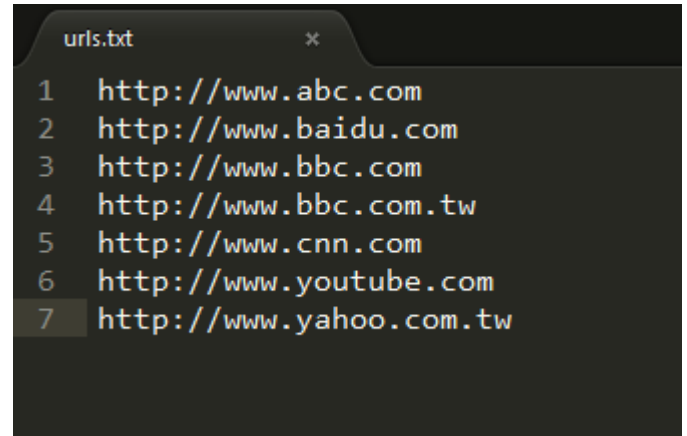 urls.txt ×
1 http://www.abc.com
2 http://www.baidu.com
3 http://www.bbc.com
4 http://www.bbc.com.tw
5 http://www.cnn.com
6 http://www.youtube.com
7 http://www.yahoo.com.tw